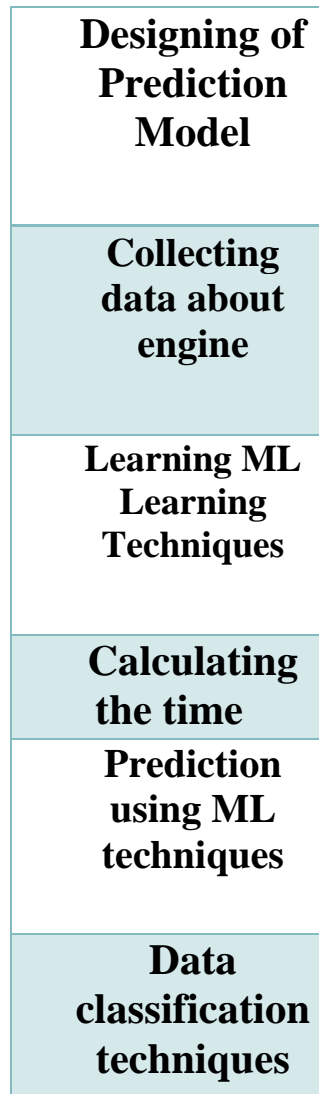 Designing of
Prediction
Model
Collecting
data about
engine
Learning ML
Learning
Techniques
Calculating
the time
Prediction
using ML
techniques
Data
classification
techniques